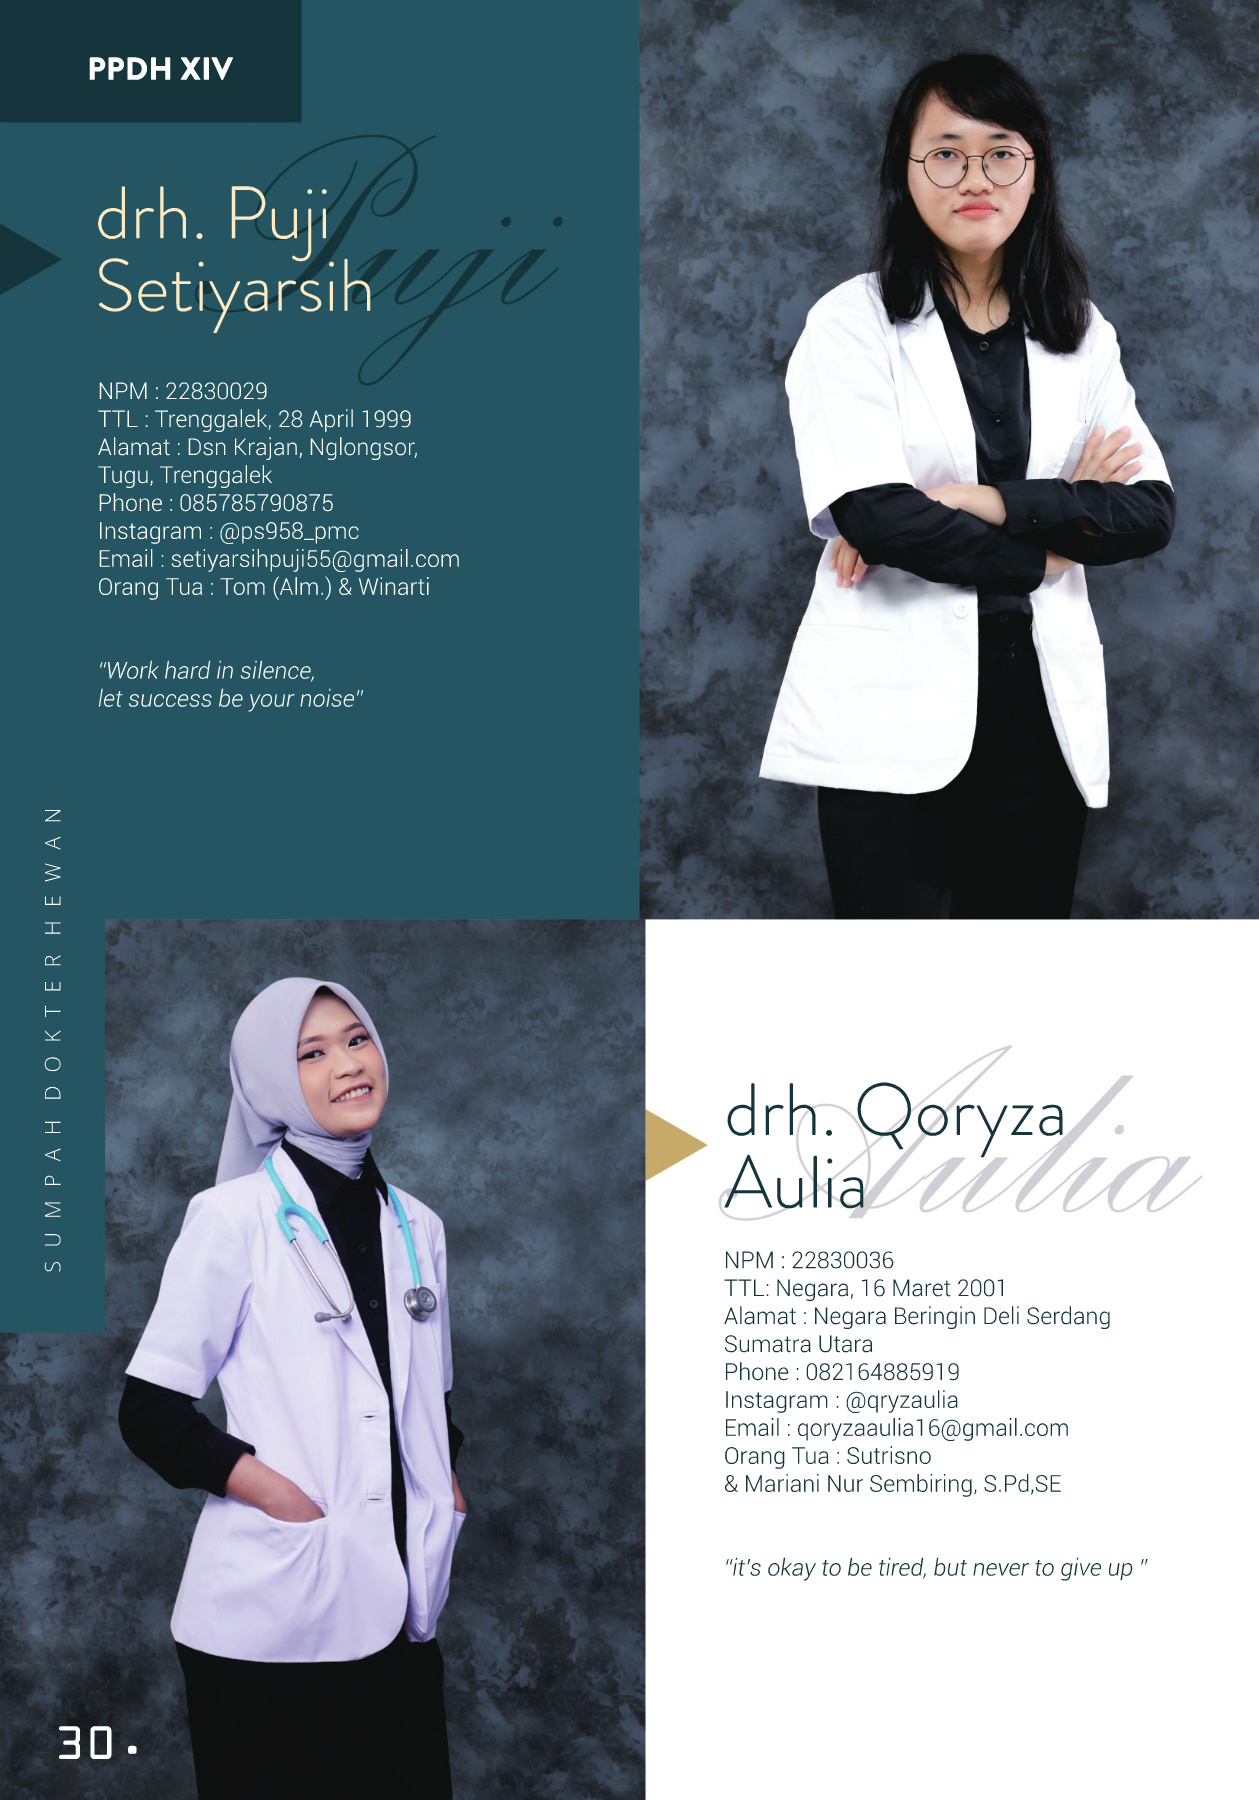 PPDH XIV
Puji
drh. Puji
Setiyarsih
NPM : 22830029
TTL : Trenggalek, 28 April 1999
Alamat : Dsn Krajan, Nglongsor,
Tugu, Trenggalek
Phone : 085785790875
Instagram : @ps958_pmc
Email : setiyarsihpuji55@gmail.com
Orang Tua : Tom (Alm.) & Winarti
"Work hard in silence,
let success be your noise"
SUMPAH DOKTER HEWAN
Aulia
drh. Qoryza
Aulia
NPM : 22830036
TTL: Negara, 16 Maret 2001
Alamat : Negara Beringin Deli Serdang
Sumatra Utara
Phone : 082164885919
Instagram : @qryzaulia
Email : qoryzaaulia16@gmail.com
Orang Tua : Sutrisno
& Mariani Nur Sembiring, S.Pd,SE
"it's okay to be tired, but never to give up "
30.